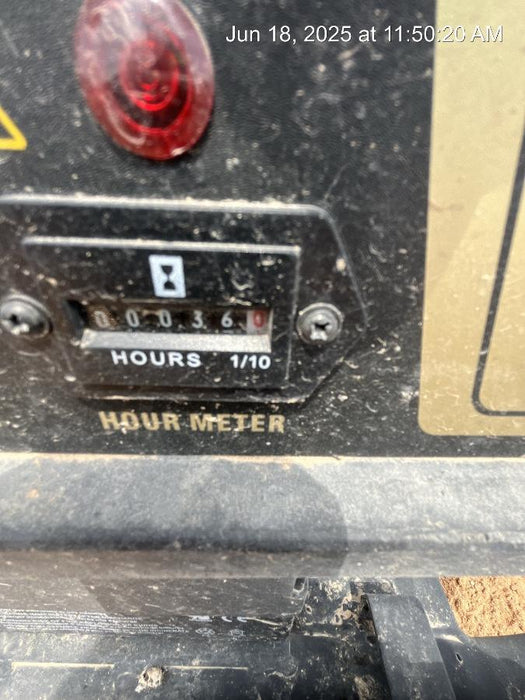 Jun 18, 2025 at 11:50:20 AM
0 0 0 3 6 0
HOURS 1/10
HOUR METER